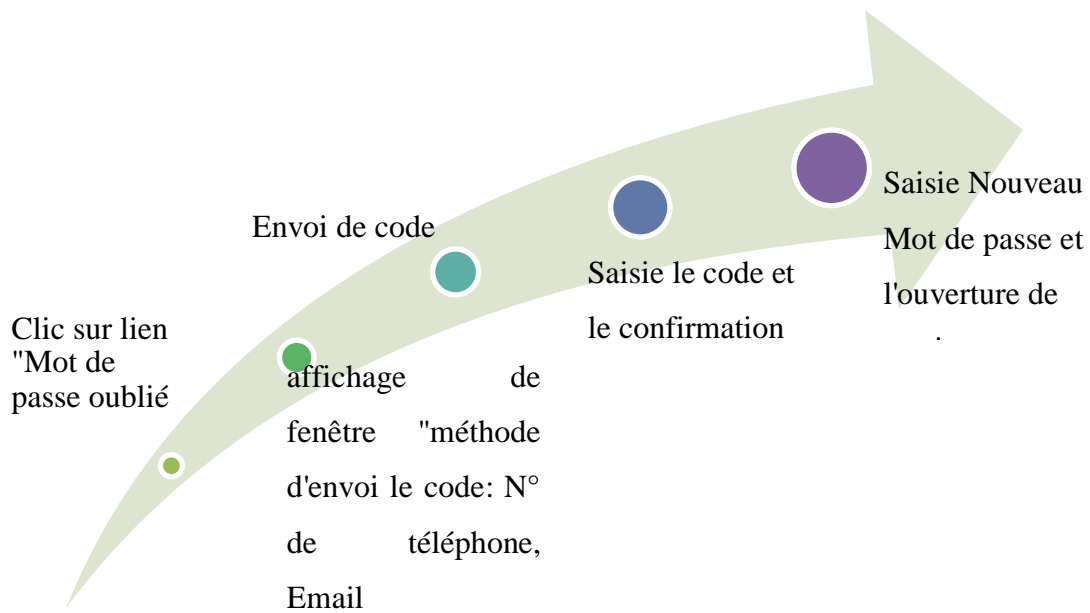 Clic sur lien
"Mot de
passe oublié
affichage de
fenêtre "méthode
d'envoi le code: N°
de téléphone,
Email
Envoi de code
Saisie le code et
le confirmation
Saisie Nouveau
Mot de passe et
l'ouverture de
.